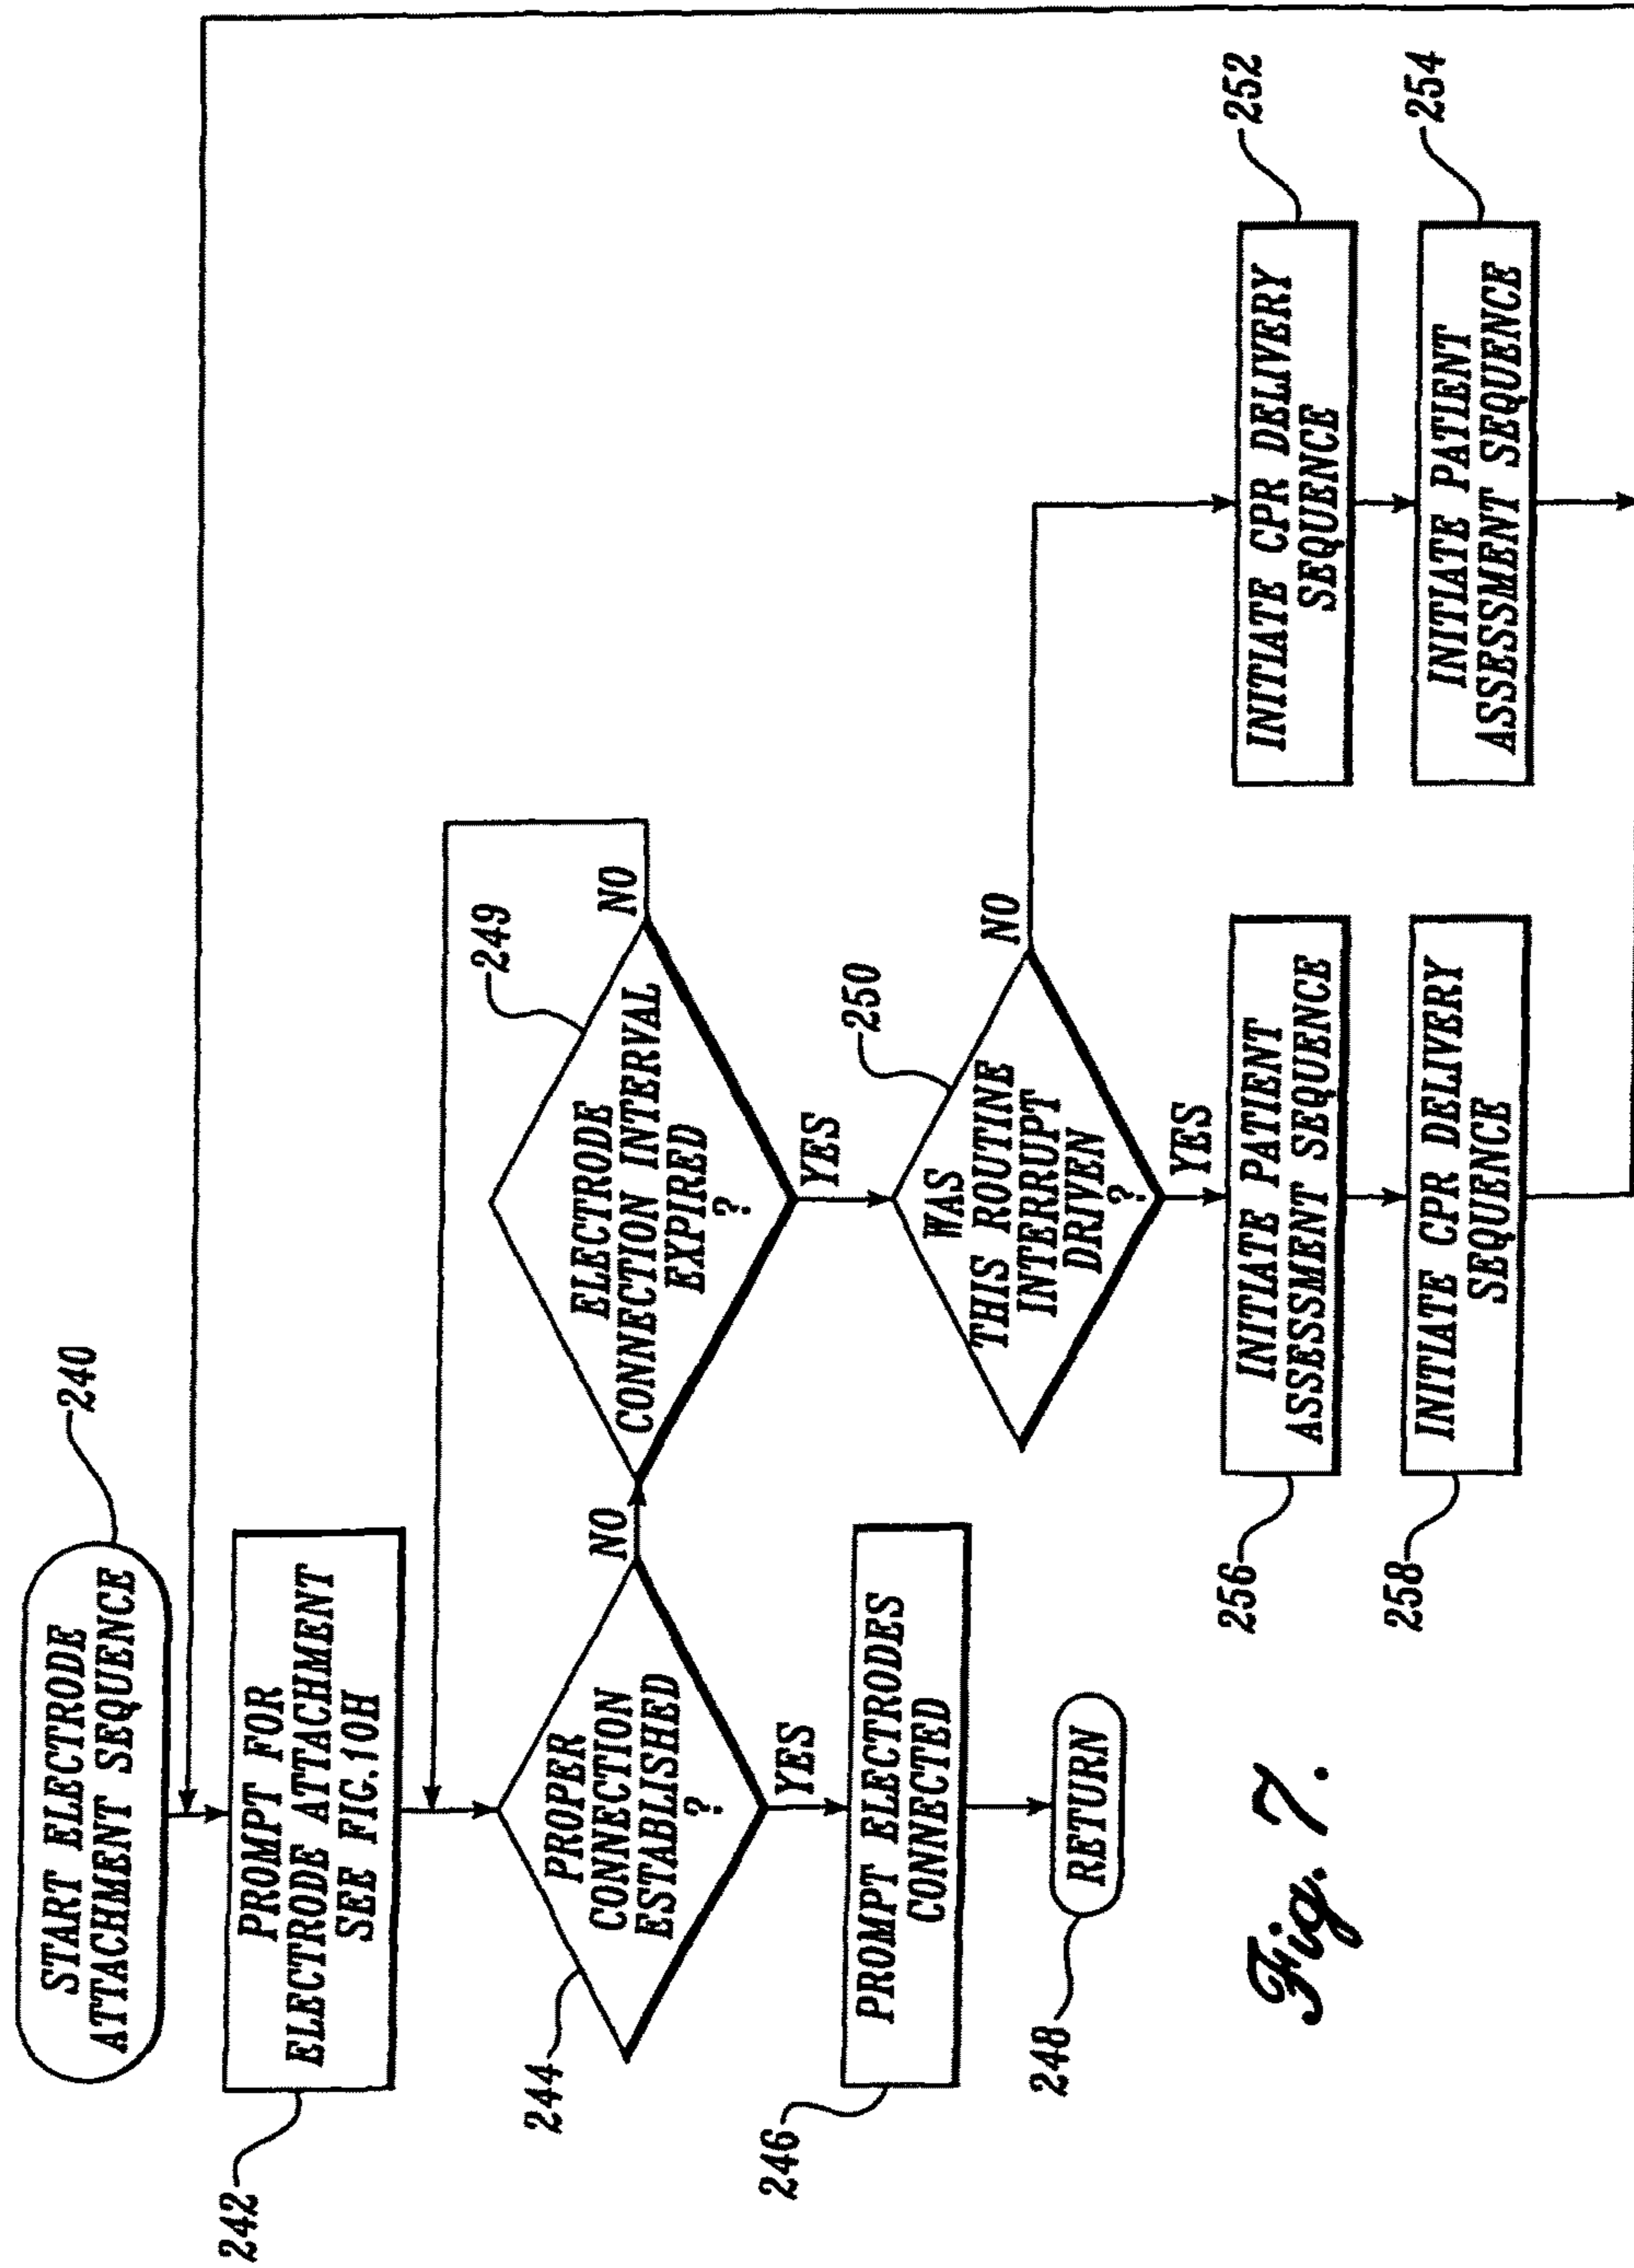 240
START ELECTRODE
ATTACHMENT SEQUENCE
242
PROMPT FOR
ELECTRODE ATTACHMENT
SEE FIG.10H
244
PROPER
CONNECTION
ESTABLISHED
?
NO
YES
249
ELECTRODE
CONNECTION INTERVAL
EXPIRED
?
NO
YES
246
PROMPT ELECTRODES
CONNECTED
248
RETURN
250
WAS
THIS ROUTINE
INTERRUPT
DRIVEN
?
NO
YES
252
INITIATE CPR DELIVERY
SEQUENCE
254
INITIATE PATIENT
ASSESSMENT SEQUENCE
256
INITIATE PATIENT
ASSESSMENT SEQUENCE
258
INITIATE CPR DELIVERY
SEQUENCE
Fig. 7.